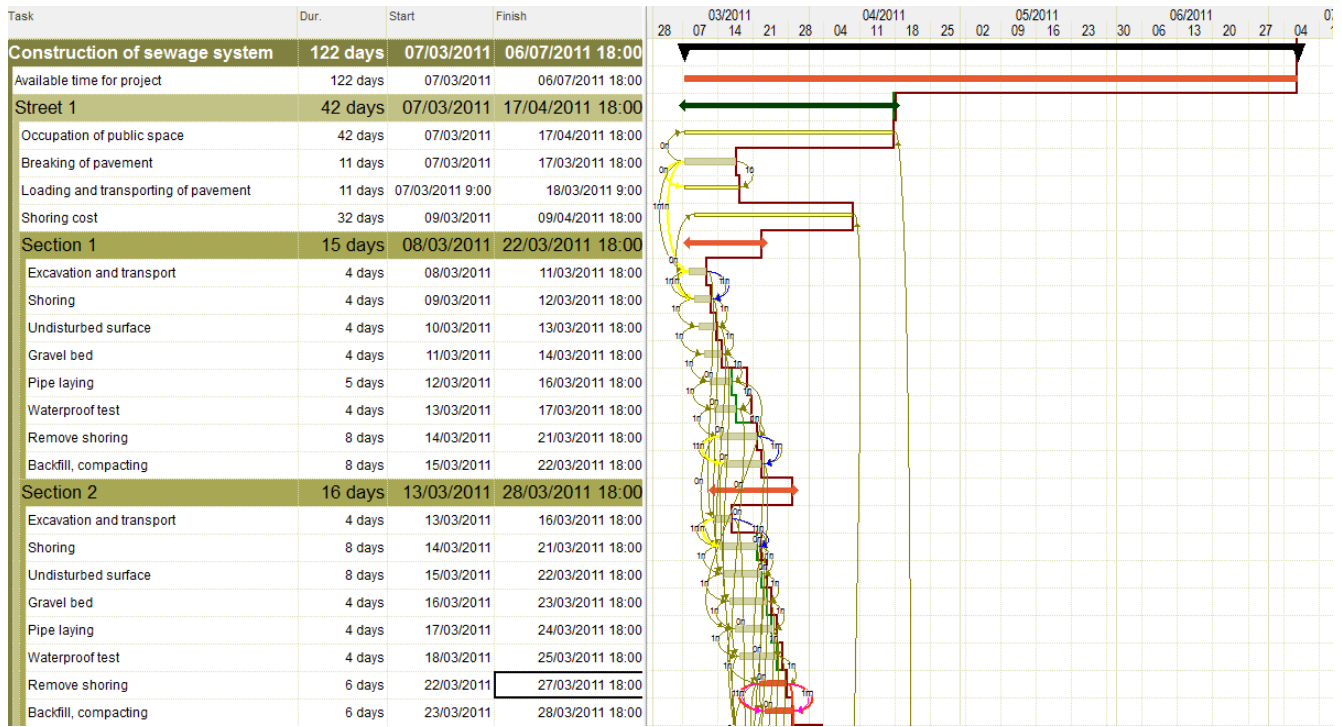 Task Dur. Start Finish 03/2011 04/2011 05/2011 06/2011 07
28 07 14 21 28 04 11 18 25 02 09 16 23 30 06 13 20 27 04
Construction of sewage system 122 days 07/03/2011 06/07/2011 18:00
Available time for project 122 days 07/03/2011 06/07/2011 18:00
Street 1 42 days 07/03/2011 17/04/2011 18:00
Occupation of public space 42 days 07/03/2011 17/04/2011 18:00
Breaking of pavement 11 days 07/03/2011 17/03/2011 18:00
Loading and transporting of pavement 11 days 07/03/2011 9:00 18/03/2011 9:00
Shoring cost 32 days 09/03/2011 09/04/2011 18:00
Section 1 15 days 08/03/2011 22/03/2011 18:00
Excavation and transport 4 days 08/03/2011 11/03/2011 18:00
Shoring 4 days 09/03/2011 12/03/2011 18:00
Undisturbed surface 4 days 10/03/2011 13/03/2011 18:00
Gravel bed 4 days 11/03/2011 14/03/2011 18:00
Pipe laying 5 days 12/03/2011 16/03/2011 18:00
Waterproof test 4 days 13/03/2011 17/03/2011 18:00
Remove shoring 8 days 14/03/2011 21/03/2011 18:00
Backfill, compacting 8 days 15/03/2011 22/03/2011 18:00
Section 2 16 days 13/03/2011 28/03/2011 18:00
Excavation and transport 4 days 13/03/2011 16/03/2011 18:00
Shoring 8 days 14/03/2011 21/03/2011 18:00
Undisturbed surface 8 days 15/03/2011 22/03/2011 18:00
Gravel bed 4 days 16/03/2011 23/03/2011 18:00
Pipe laying 4 days 17/03/2011 24/03/2011 18:00
Waterproof test 4 days 18/03/2011 25/03/2011 18:00
Remove shoring 6 days 22/03/2011 27/03/2011 18:00
Backfill, compacting 6 days 23/03/2011 28/03/2011 18:00